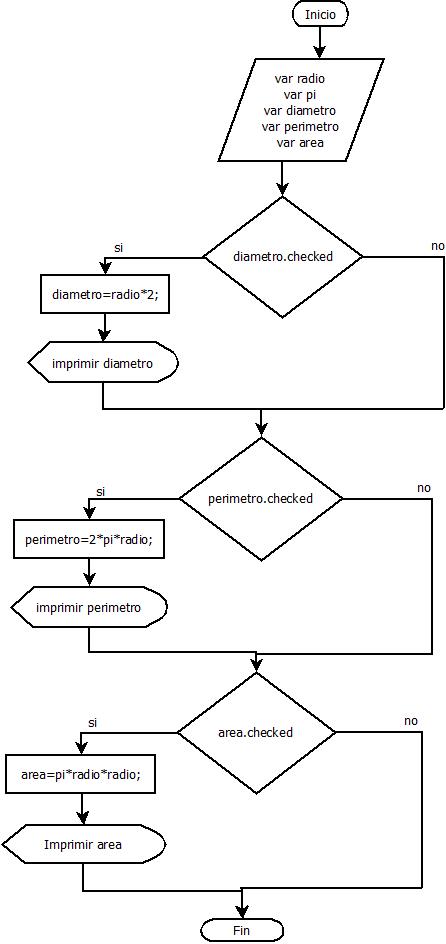 Inicio
var radio
var pi
var diametro
var perimetro
var area
diametro.checked
si
no
diametro=radio*2;
imprimir diametro
perimetro.checked
si
no
perimetro=2*pi*radio;
imprimir perimetro
area.checked
si
no
area=pi*radio*radio;
Imprimir area
Fin